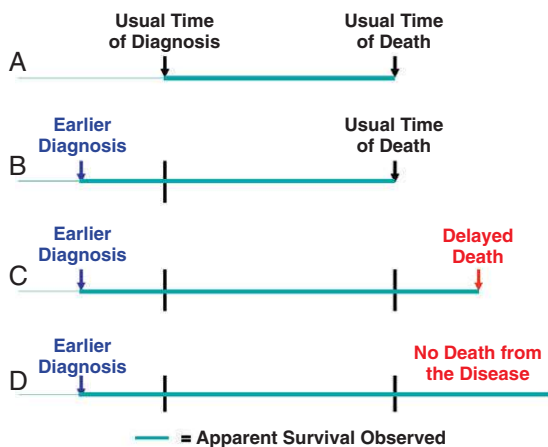 Usual Time of Diagnosis
Usual Time of Death
A
Earlier Diagnosis
Usual Time of Death
B
Earlier Diagnosis
Delayed Death
C
Earlier Diagnosis
No Death from the Disease
D
= Apparent Survival Observed